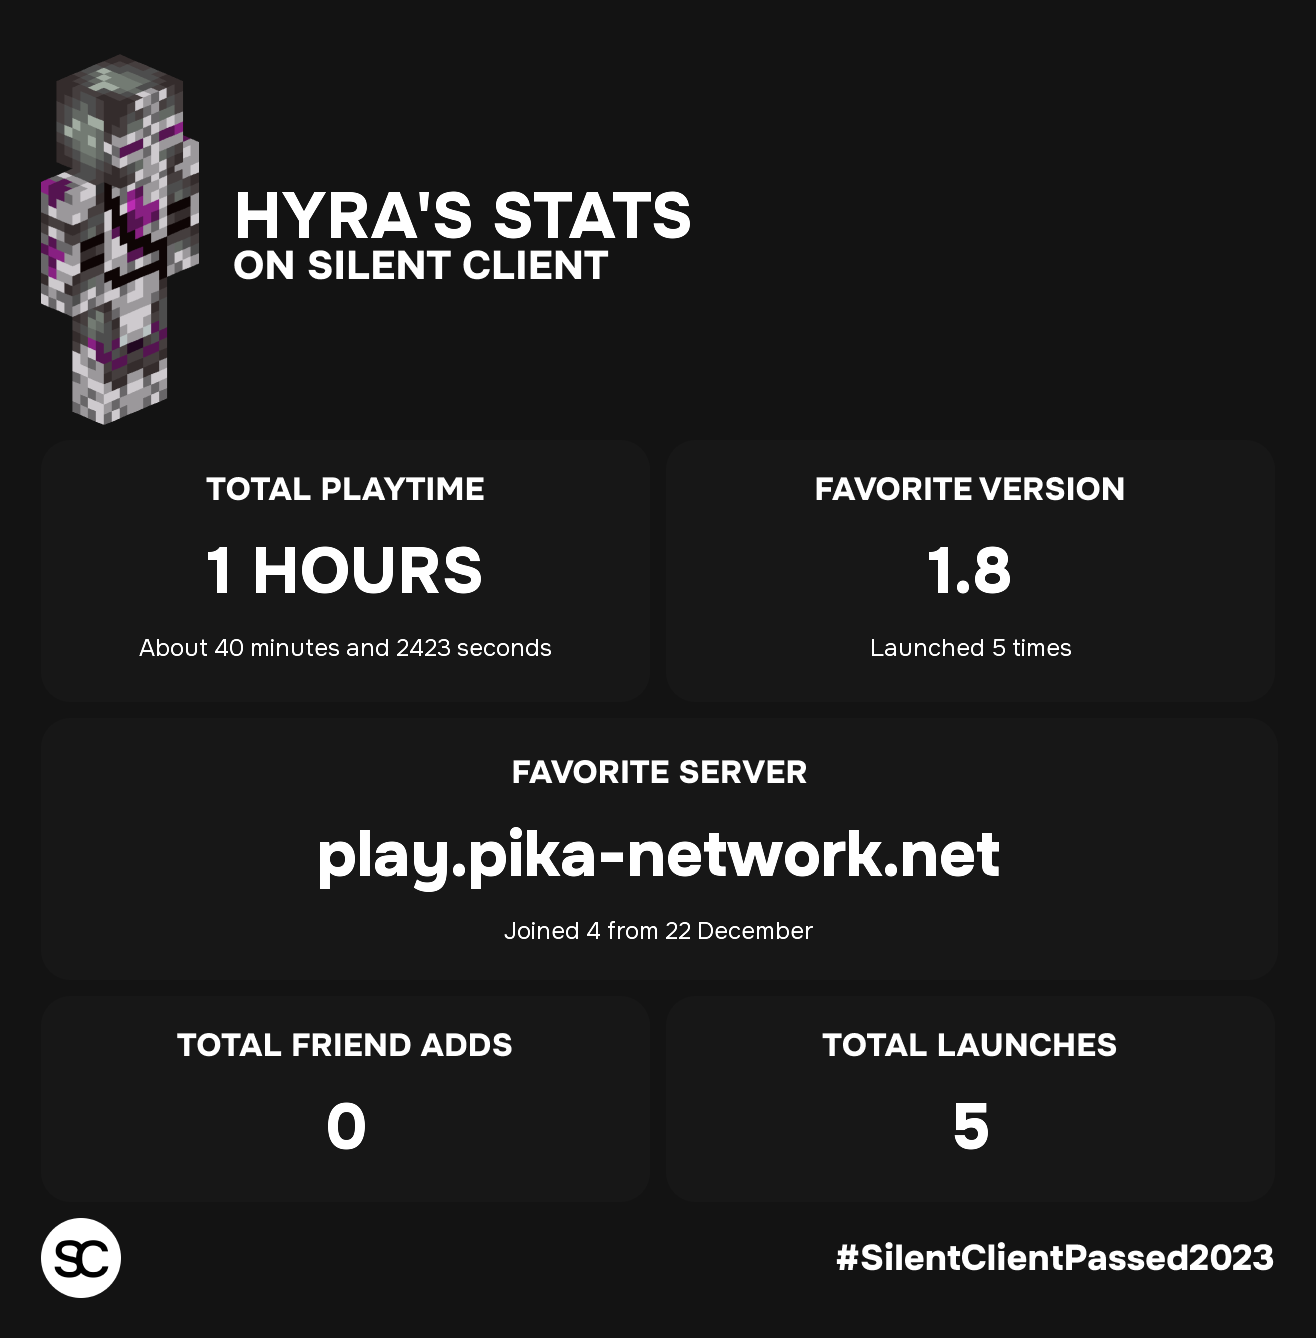 HYRA'S STATS
ON SILENT CLIENT
TOTAL PLAYTIME
1 HOURS
About 40 minutes and 2423 seconds
FAVORITE VERSION
1.8
Launched 5 times
FAVORITE SERVER
play.pika-network.net
Joined 4 from 22 December
TOTAL FRIEND ADDS
0
TOTAL LAUNCHES
5
SC
#SilentClientPassed2023